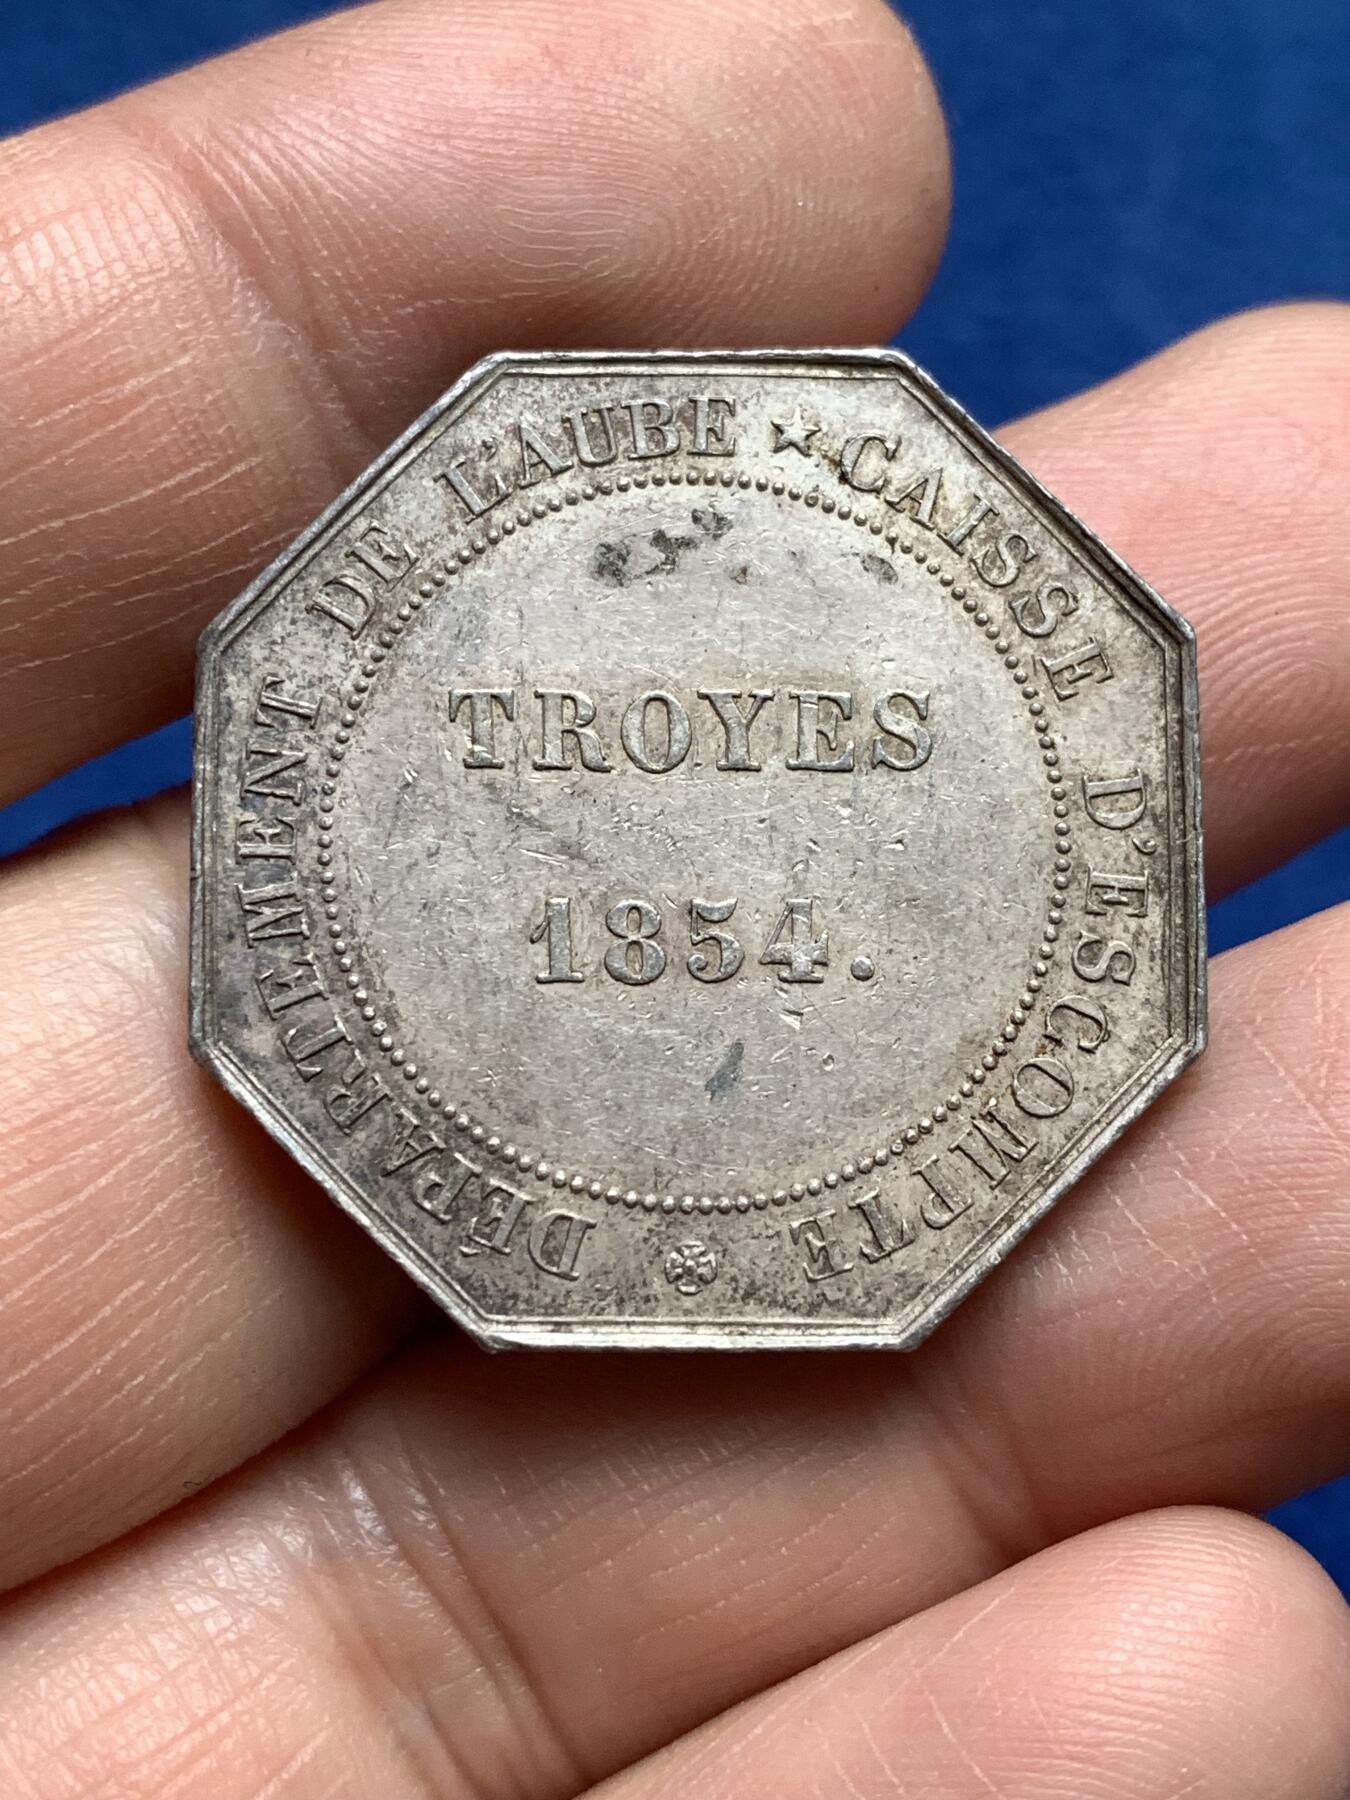 DÉPARTEMENT DE L'AUBE ★ CAISSE D'ESCOMPTE
TROYES
1854.